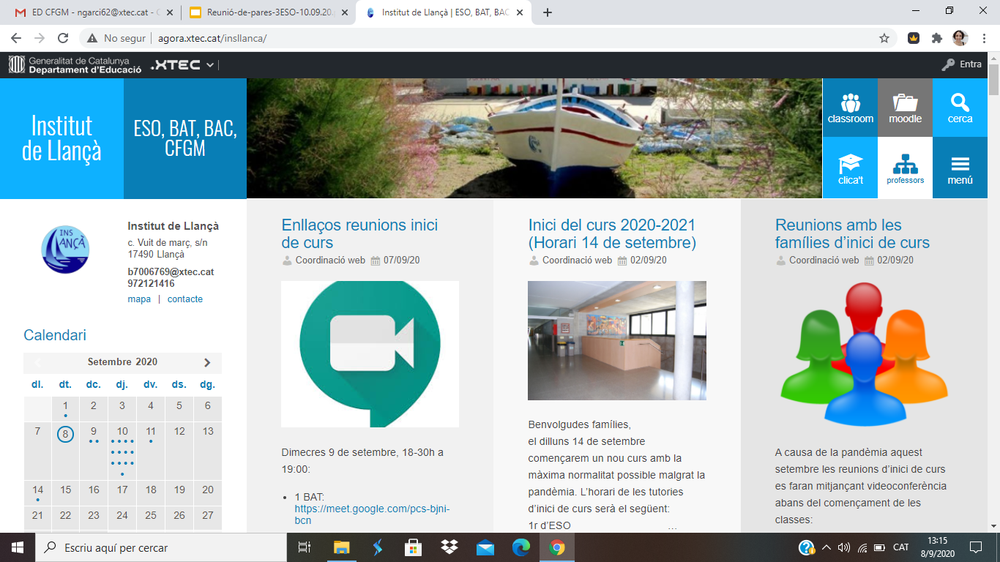 ED CFGM - ngarci62@xtec.cat - G
Reunió-de-pares-3ESO-10.09.20.
Institut de Llançà | ESO, BAT, BAC
No segur
agora.xtec.cat/insllanca/
Generalitat de Catalunya
Departament d'Educació
.XTEC
Entra
Institut
de Llançà
ESO, BAT, BAC,
CFGM
classroom
moodle
cerca
clica't
professors
menú
INS
LLANÇÀ
Institut de Llançà
c. Vuit de març, s/n
17490 Llançà
b7006769@xtec.cat
972121416
mapa | contacte
Calendari
Setembre 2020
dl. dt. dc. dj. dv. ds. dg.
1 2 3 4 5 6
7 8 9 10 11 12 13
14 15 16 17 18 19 20
21 22 23 24 25 26 27
Enllaços reunions inici
de curs
Coordinació web 07/09/20
Dimecres 9 de setembre, 18-30h a
19:00:
• 1 BAT:
https://meet.google.com/pcs-bjni-
bcn
Inici del curs 2020-2021
(Horari 14 de setembre)
Coordinació web 02/09/20
Benvolgudes famílies,
el dilluns 14 de setembre
començarem un nou curs amb la
màxima normalitat possible malgrat la
pandèmia. L'horari de les tutories
d'inici de curs serà el següent:
1r d'ESO ...
Reunions amb les
famílies d'inici de curs
Coordinació web 02/09/20
A causa de la pandèmia aquest
setembre les reunions d'inici de curs
es faran mitjançant videoconferència
abans del començament de les
classes:
Escriu aquí per cercar
CAT
13:15
8/9/2020